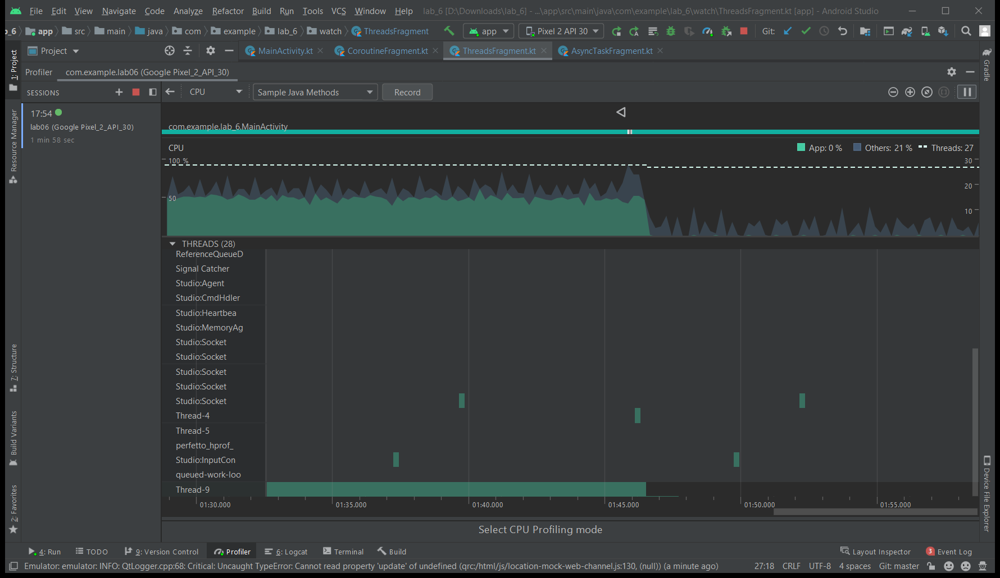 File Edit View Navigate Code Analyze Refactor Build Run Tools VCS Window Help lab_6 [D:\Downloads\lab_6] - ...\app\src\main\java\com\example\lab_6\watch\ThreadsFragment.kt [app] - Android Studio
b_6 app src main java com example lab_6 watch ThreadsFragment app Pixel 2 API 30 Git:
Project MainActivity.kt CoroutineFragment.kt ThreadsFragment.kt AsyncTaskFragment.kt
Profiler com.example.lab06 (Google Pixel_2_API_30)
SESSIONS CPU Sample Java Methods Record
17:54
lab06 (Google Pixel_2_API_30)
1 min 58 sec
com.example.lab_6.MainActivity
CPU App: 0 % Others: 21 % Threads: 27
100 % 30
20
50
10
THREADS (28)
ReferenceQueueD
Signal Catcher
Studio:Agent
Studio:CmdHdler
Studio:Heartbea
Studio:MemoryAg
Studio:Socket
Studio:Socket
Studio:Socket
Studio:Socket
Studio:Socket
Thread-4
Thread-5
perfetto_hprof_
Studio:InputCon
queued-work-loo
Thread-9
01:30.000 01:35.000 01:40.000 01:45.000 01:50.000 01:55.000
Select CPU Profiling mode
1: Project
Resource Manager
7: Structure
Build Variants
2: Favorites
Gradle
Device File Explorer
4: Run TODO 9: Version Control Profiler 6: Logcat Terminal Build Layout Inspector 3 Event Log
Emulator: emulator: INFO: QtLogger.cpp:68: Critical: Uncaught TypeError: Cannot read property 'update' of undefined (qrc:/html/js/location-mock-web-channel.js:130, (null)) (a minute ago) 27:18 CRLF UTF-8 4 spaces Git: master